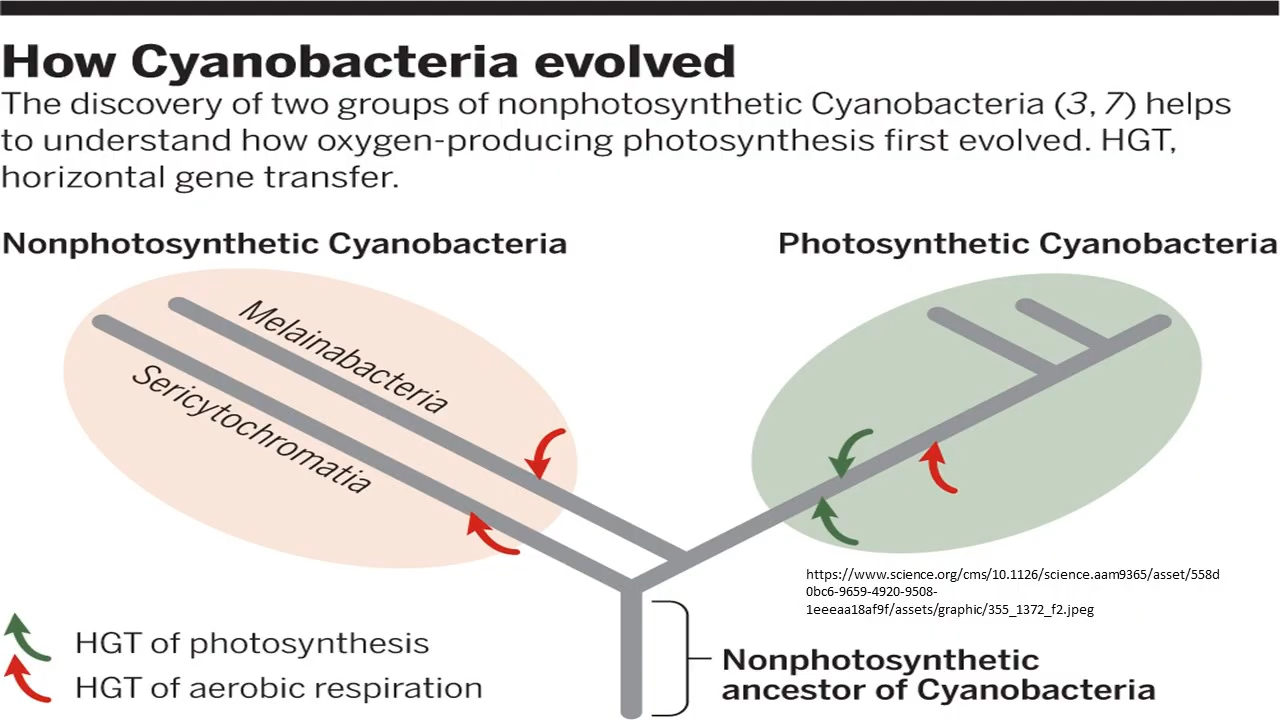 How Cyanobacteria evolved
The discovery of two groups of nonphotosynthetic Cyanobacteria (3, 7) helps
to understand how oxygen-producing photosynthesis first evolved. HGT,
horizontal gene transfer.
Nonphotosynthetic Cyanobacteria
Photosynthetic Cyanobacteria
Melainabacteria
Sericytochromatia
https://www.science.org/cms/10.1126/science.aam9365/asset/558d
0bc6-9659-4920-9508-
1eeeaa18af9f/assets/graphic/355_1372_f2.jpeg
HGT of photosynthesis
HGT of aerobic respiration
Nonphotosynthetic
ancestor of Cyanobacteria